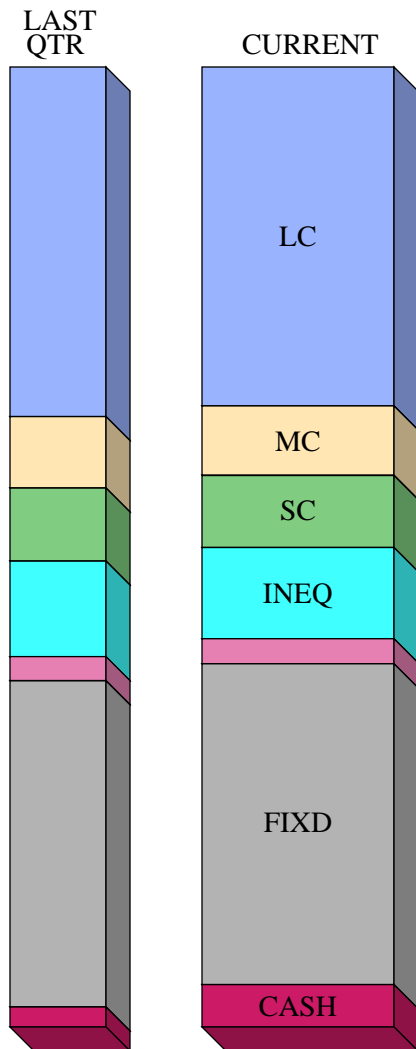 LAST
QTR
CURRENT
LC
MC
SC
INEQ
FIXD
CASH